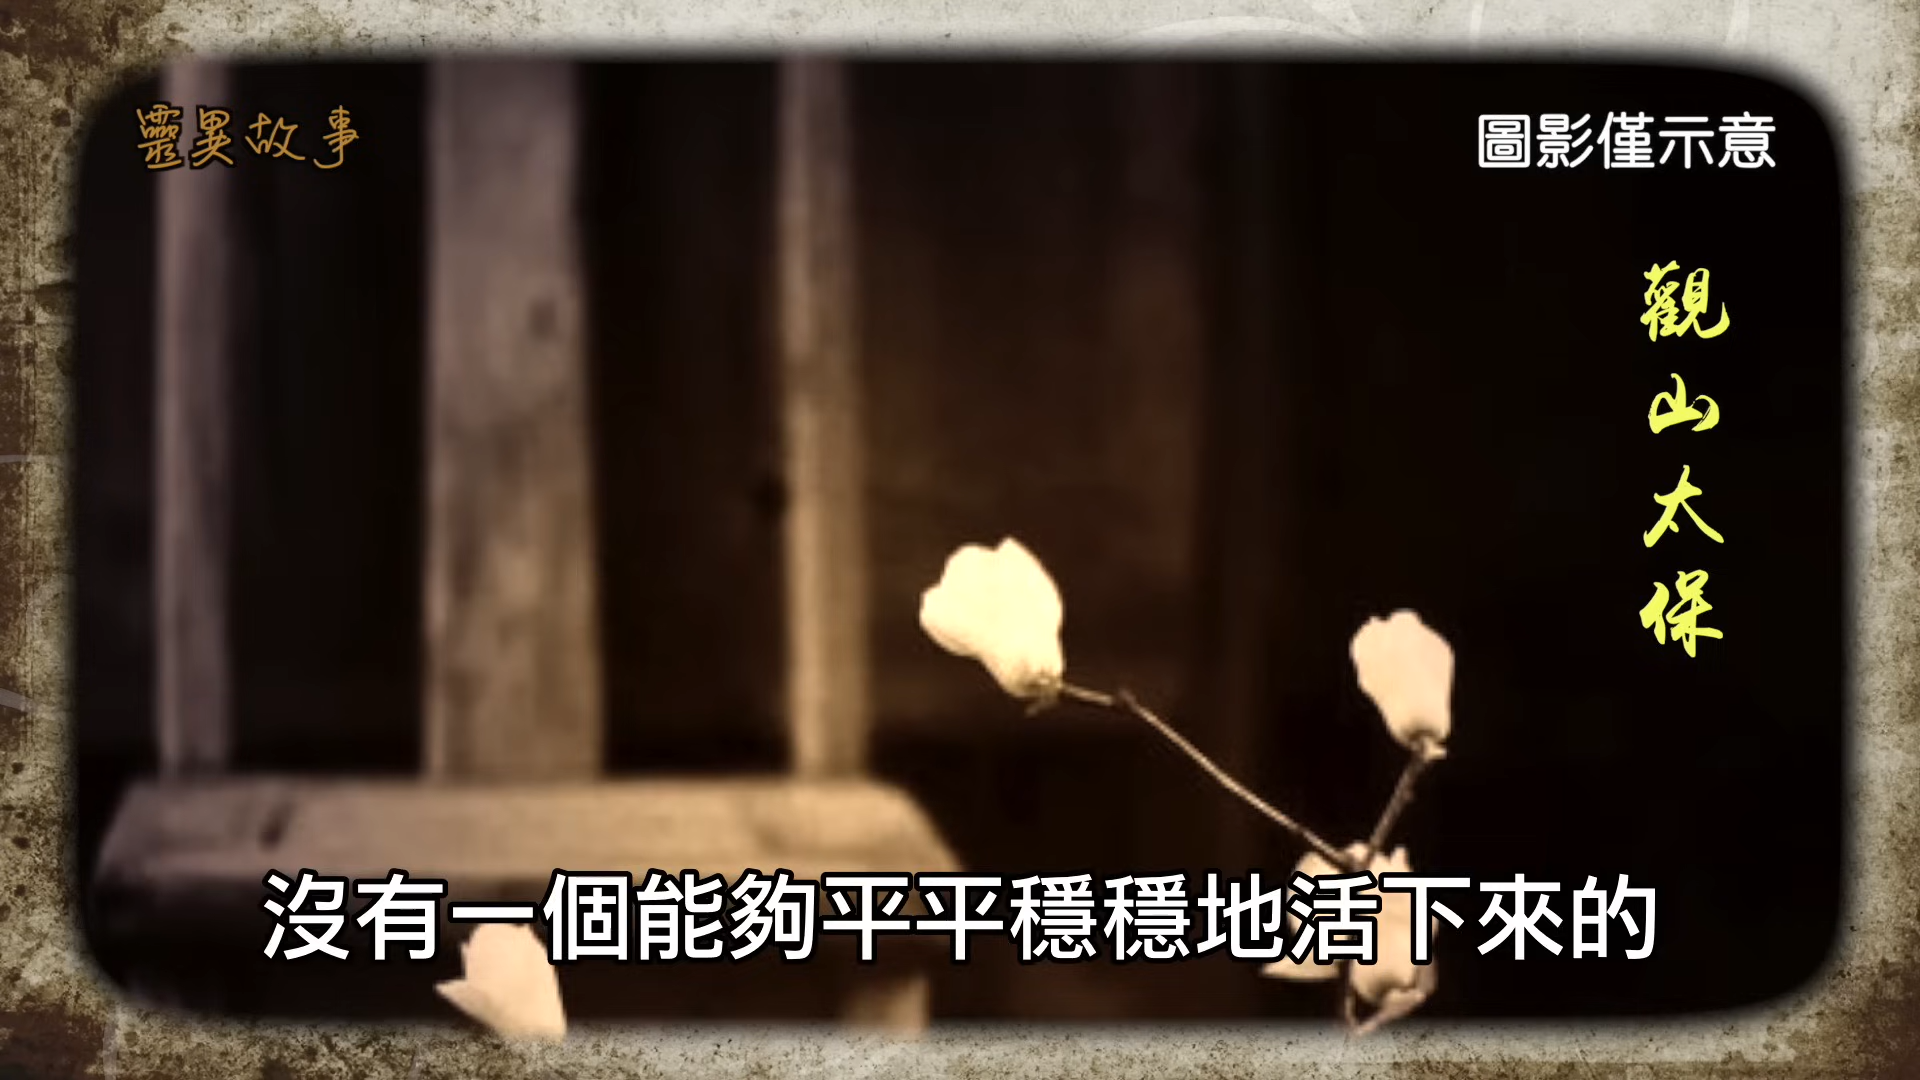 靈異故事
圖影僅示意
觀山太保
沒有一個能夠平平穩穩地活下來的